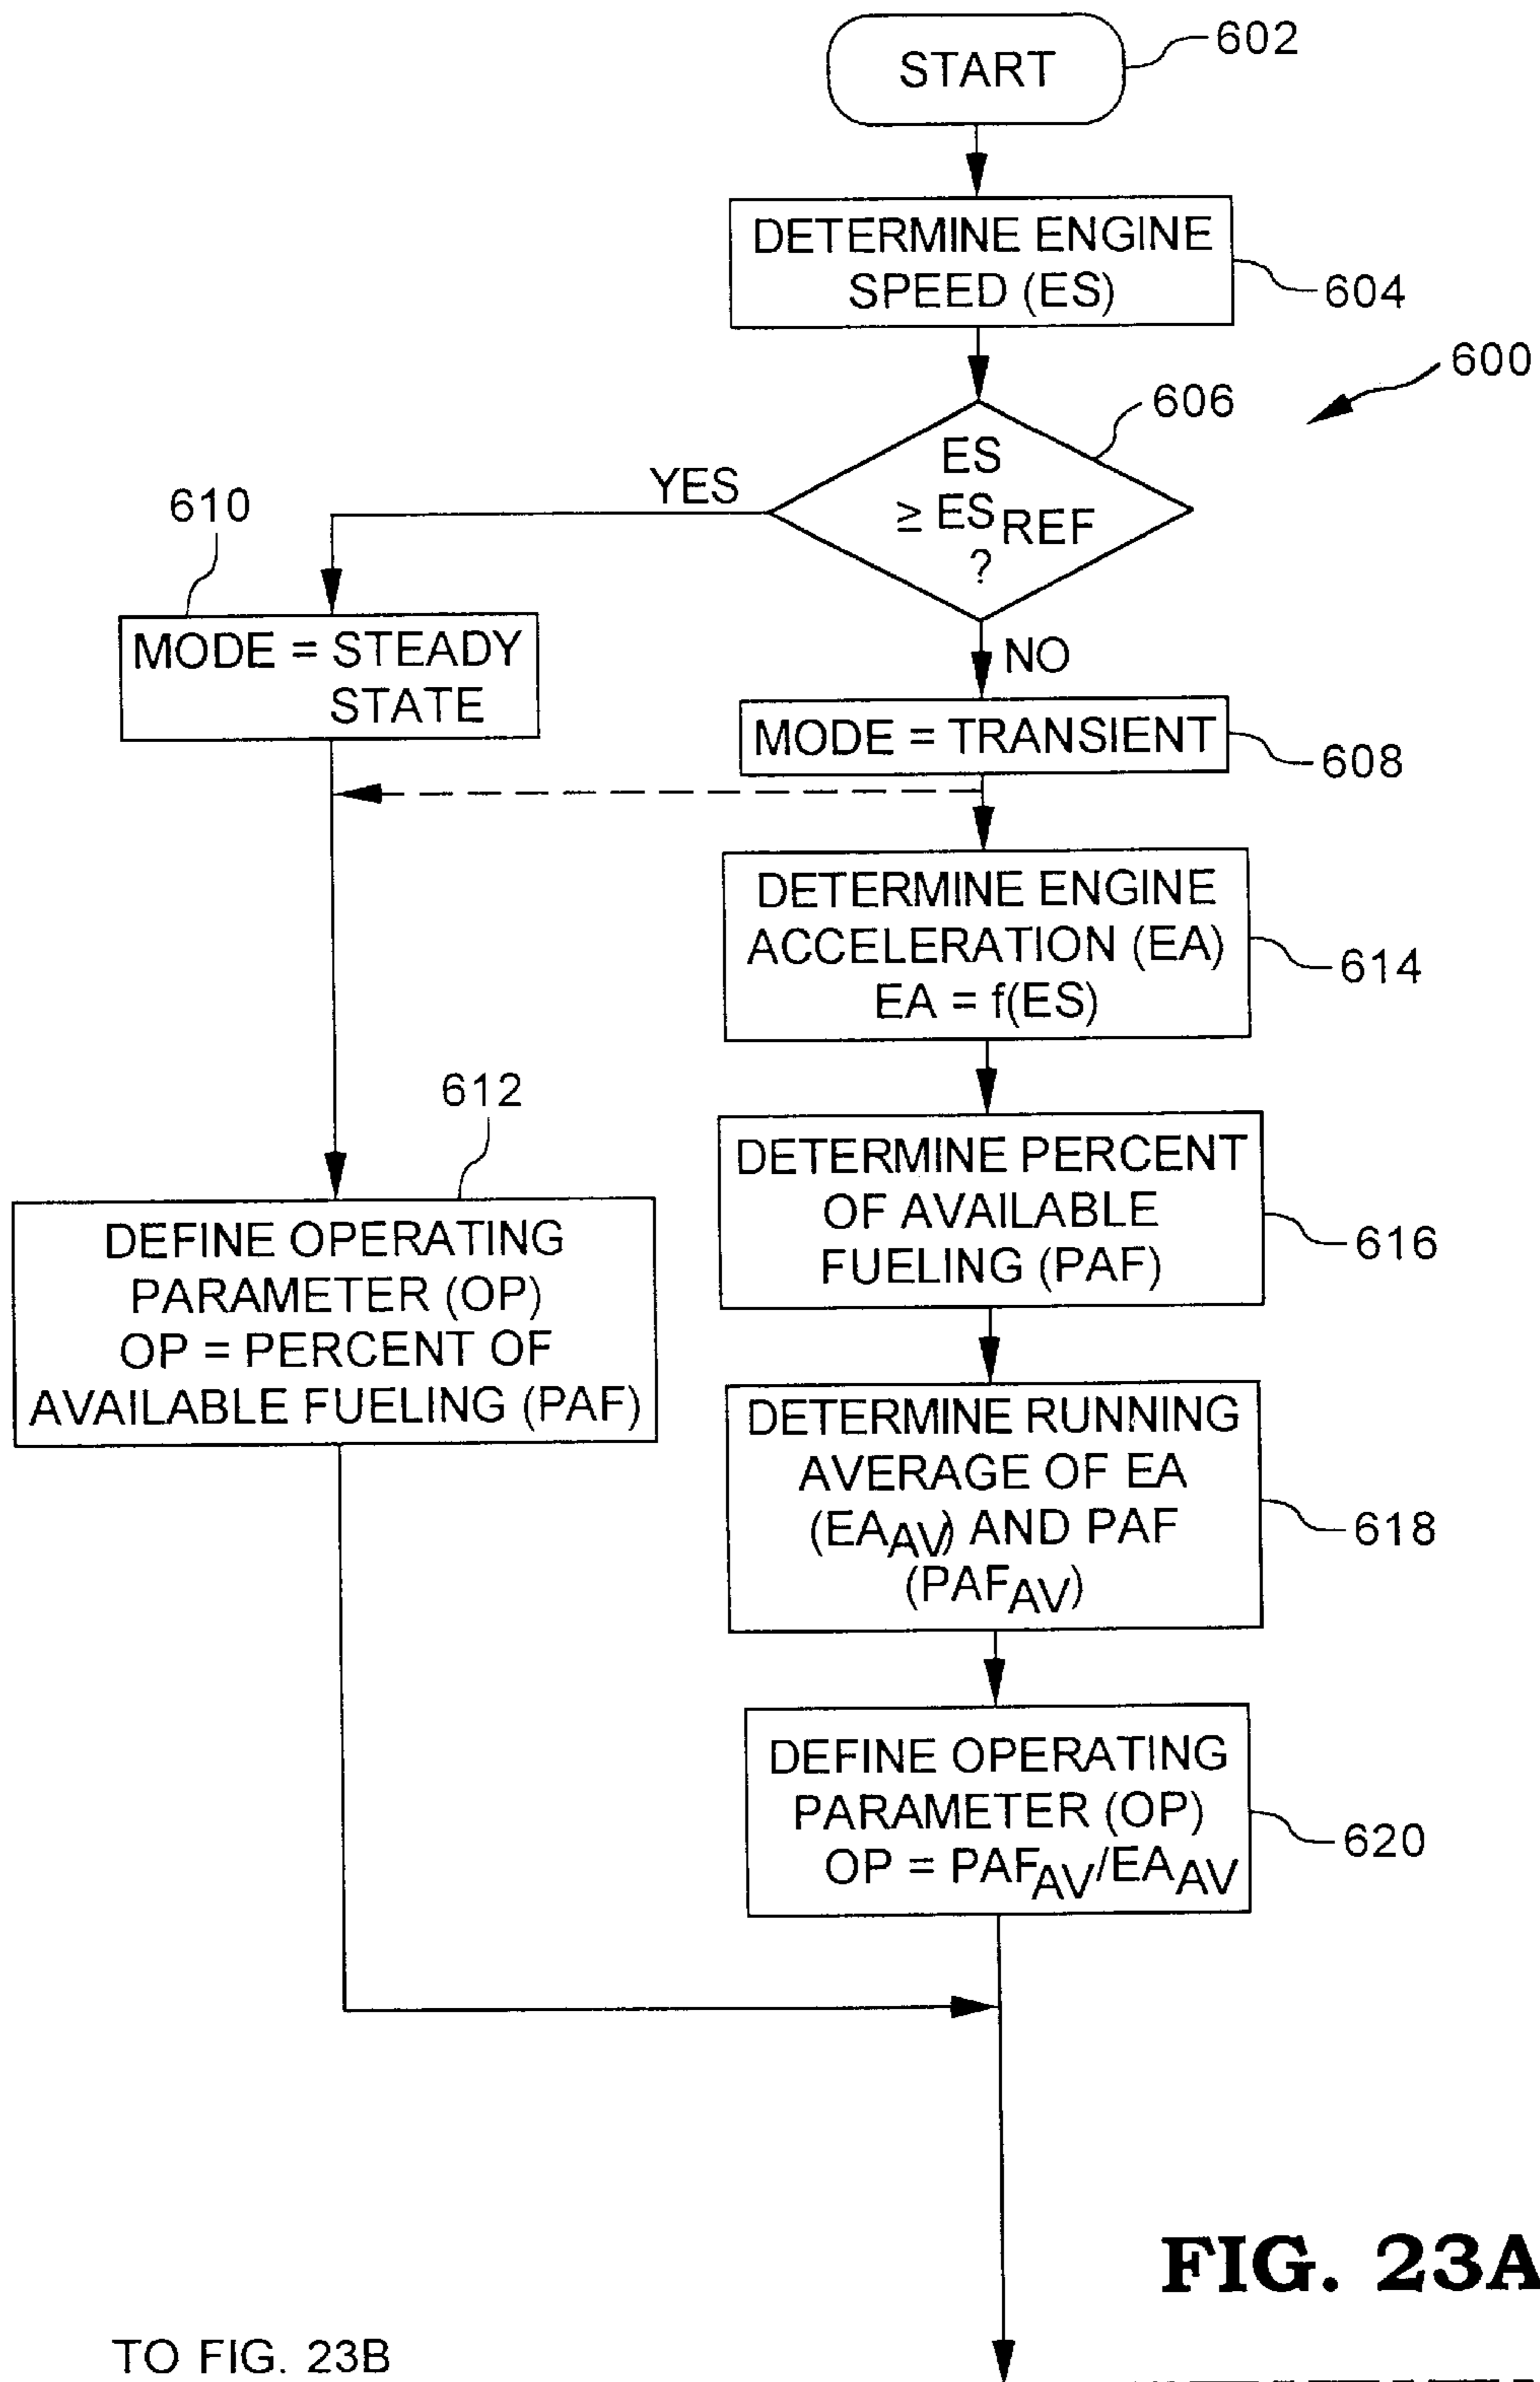 START
602
DETERMINE ENGINE
SPEED (ES)
604
600
606
ES
≥ ES REF
?
YES
NO
610
MODE = STEADY
STATE
MODE = TRANSIENT
608
DETERMINE ENGINE
ACCELERATION (EA)
EA = f(ES)
614
612
DEFINE OPERATING
PARAMETER (OP)
OP = PERCENT OF
AVAILABLE FUELING (PAF)
DETERMINE PERCENT
OF AVAILABLE
FUELING (PAF)
616
DETERMINE RUNNING
AVERAGE OF EA
(EAAV) AND PAF
(PAFAV)
618
DEFINE OPERATING
PARAMETER (OP)
OP = PAFAV/EAAV
620
FIG. 23A
TO FIG. 23B